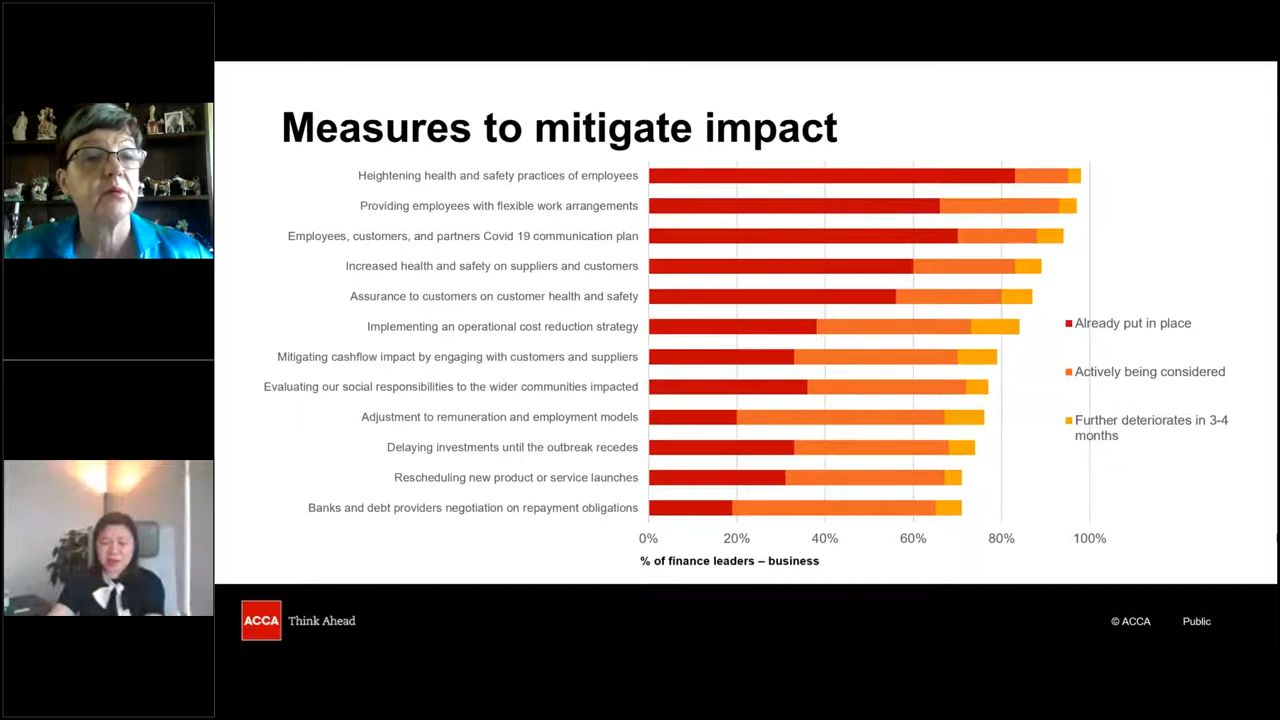 Measures to mitigate impact
Heightening health and safety practices of employees
Providing employees with flexible work arrangements
Employees, customers, and partners Covid 19 communication plan
Increased health and safety on suppliers and customers
Assurance to customers on customer health and safety
Implementing an operational cost reduction strategy
Mitigating cashflow impact by engaging with customers and suppliers
Evaluating our social responsibilities to the wider communities impacted
Adjustment to remuneration and employment models
Delaying investments until the outbreak recedes
Rescheduling new product or service launches
Banks and debt providers negotiation on repayment obligations
0% 20% 40% 60% 80% 100%
% of finance leaders – business
Already put in place
Actively being considered
Further deteriorates in 3-4
months
ACCA Think Ahead
© ACCA Public